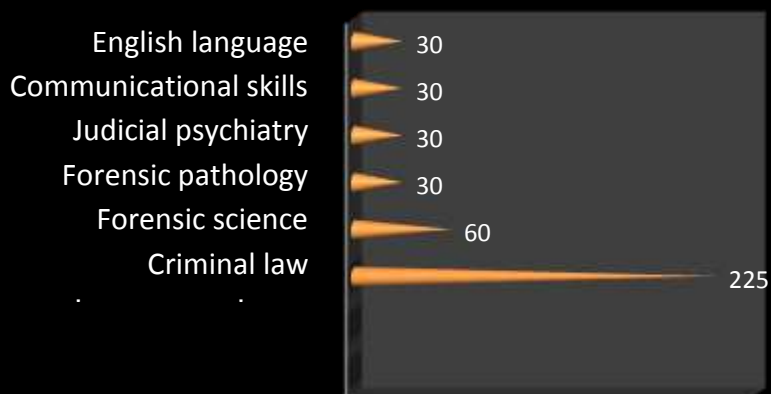 English language 30
Communicational skills 30
Judicial psychiatry 30
Forensic pathology 30
Forensic science 60
Criminal law 225